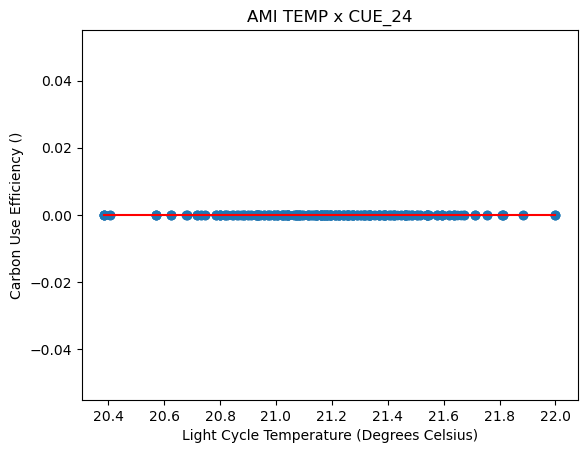 AMI TEMP x CUE_24
0.04
0.02
0.00
−0.02
−0.04
Carbon Use Efficiency ()
20.4 20.6 20.8 21.0 21.2 21.4 21.6 21.8 22.0
Light Cycle Temperature (Degrees Celsius)